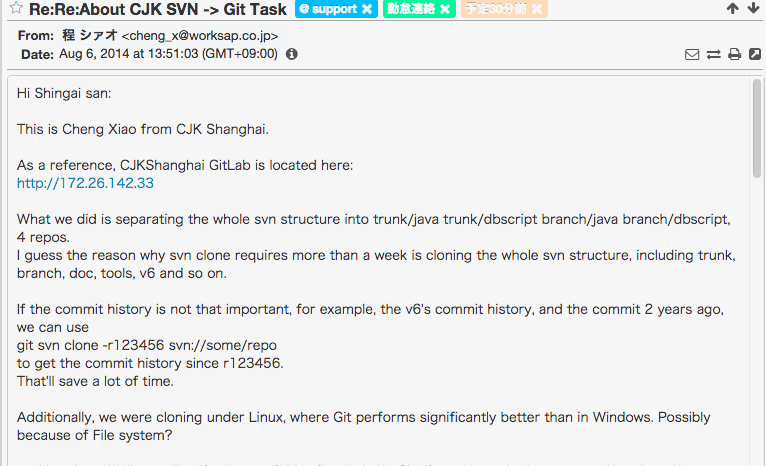 Re:Re:About CJK SVN -> Git Task @ support × 勤怠連絡 × 予定30分前 ×
From: 程 シァオ <cheng_x@worksap.co.jp>
Date: Aug 6, 2014 at 13:51:03 (GMT+09:00)
Hi Shingai san:
This is Cheng Xiao from CJK Shanghai.
As a reference, CJKShanghai GitLab is located here:
http://172.26.142.33
What we did is separating the whole svn structure into trunk/java trunk/dbscript branch/java branch/dbscript,
4 repos.
I guess the reason why svn clone requires more than a week is cloning the whole svn structure, including trunk,
branch, doc, tools, v6 and so on.
If the commit history is not that important, for example, the v6's commit history, and the commit 2 years ago,
we can use
git svn clone -r123456 svn://some/repo
to get the commit history since r123456.
That'll save a lot of time.
Additionally, we were cloning under Linux, where Git performs significantly better than in Windows. Possibly
because of File system?